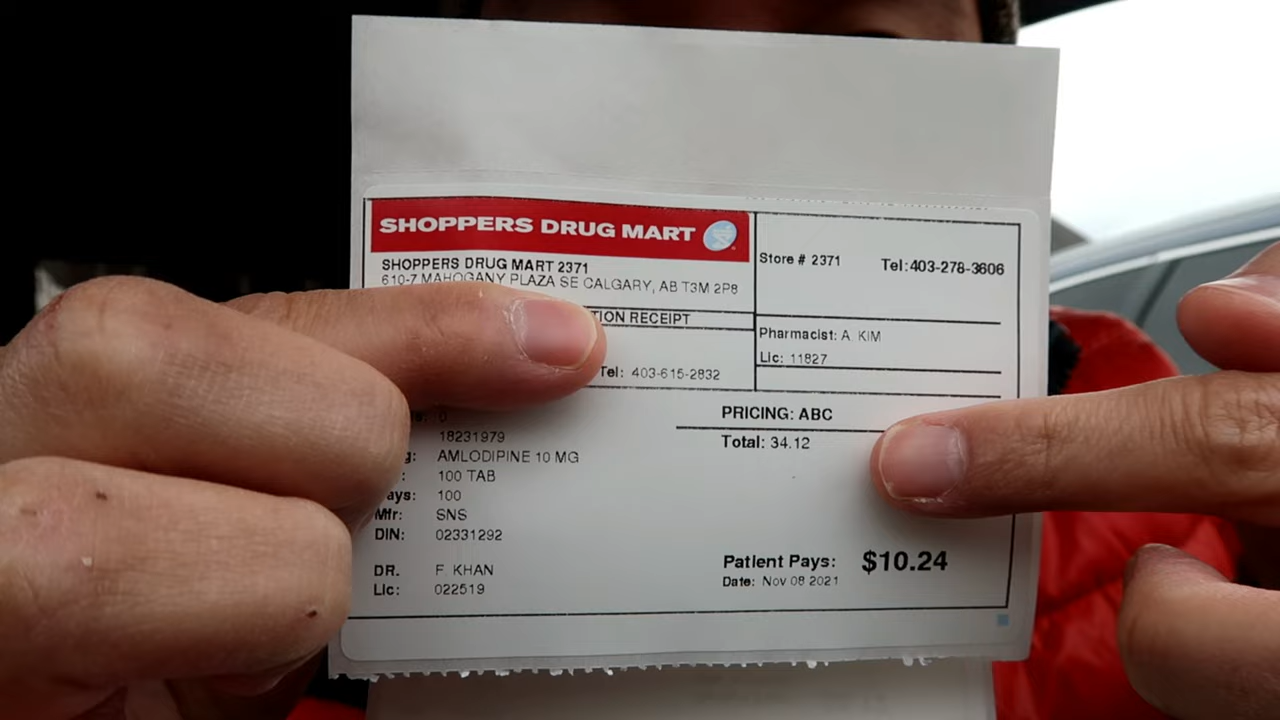 SHOPPERS DRUG MART
SHOPPERS DRUG MART 2371
610-7 MAHOGANY PLAZA SE CALGARY, AB T3M 2P8
Store # 2371 Tel:403-278-3606
TION RECEIPT
Pharmacist: A. KIM
Lic: 11827
Tel: 403-615-2832
PRICING: ABC
Total: 34.12
0
18231979
g: AMLODIPINE 10 MG
: 100 TAB
ays: 100
Mfr: SNS
DIN: 02331292
DR. F. KHAN
Lic: 022519
Patient Pays: $10.24
Date: Nov 08 2021